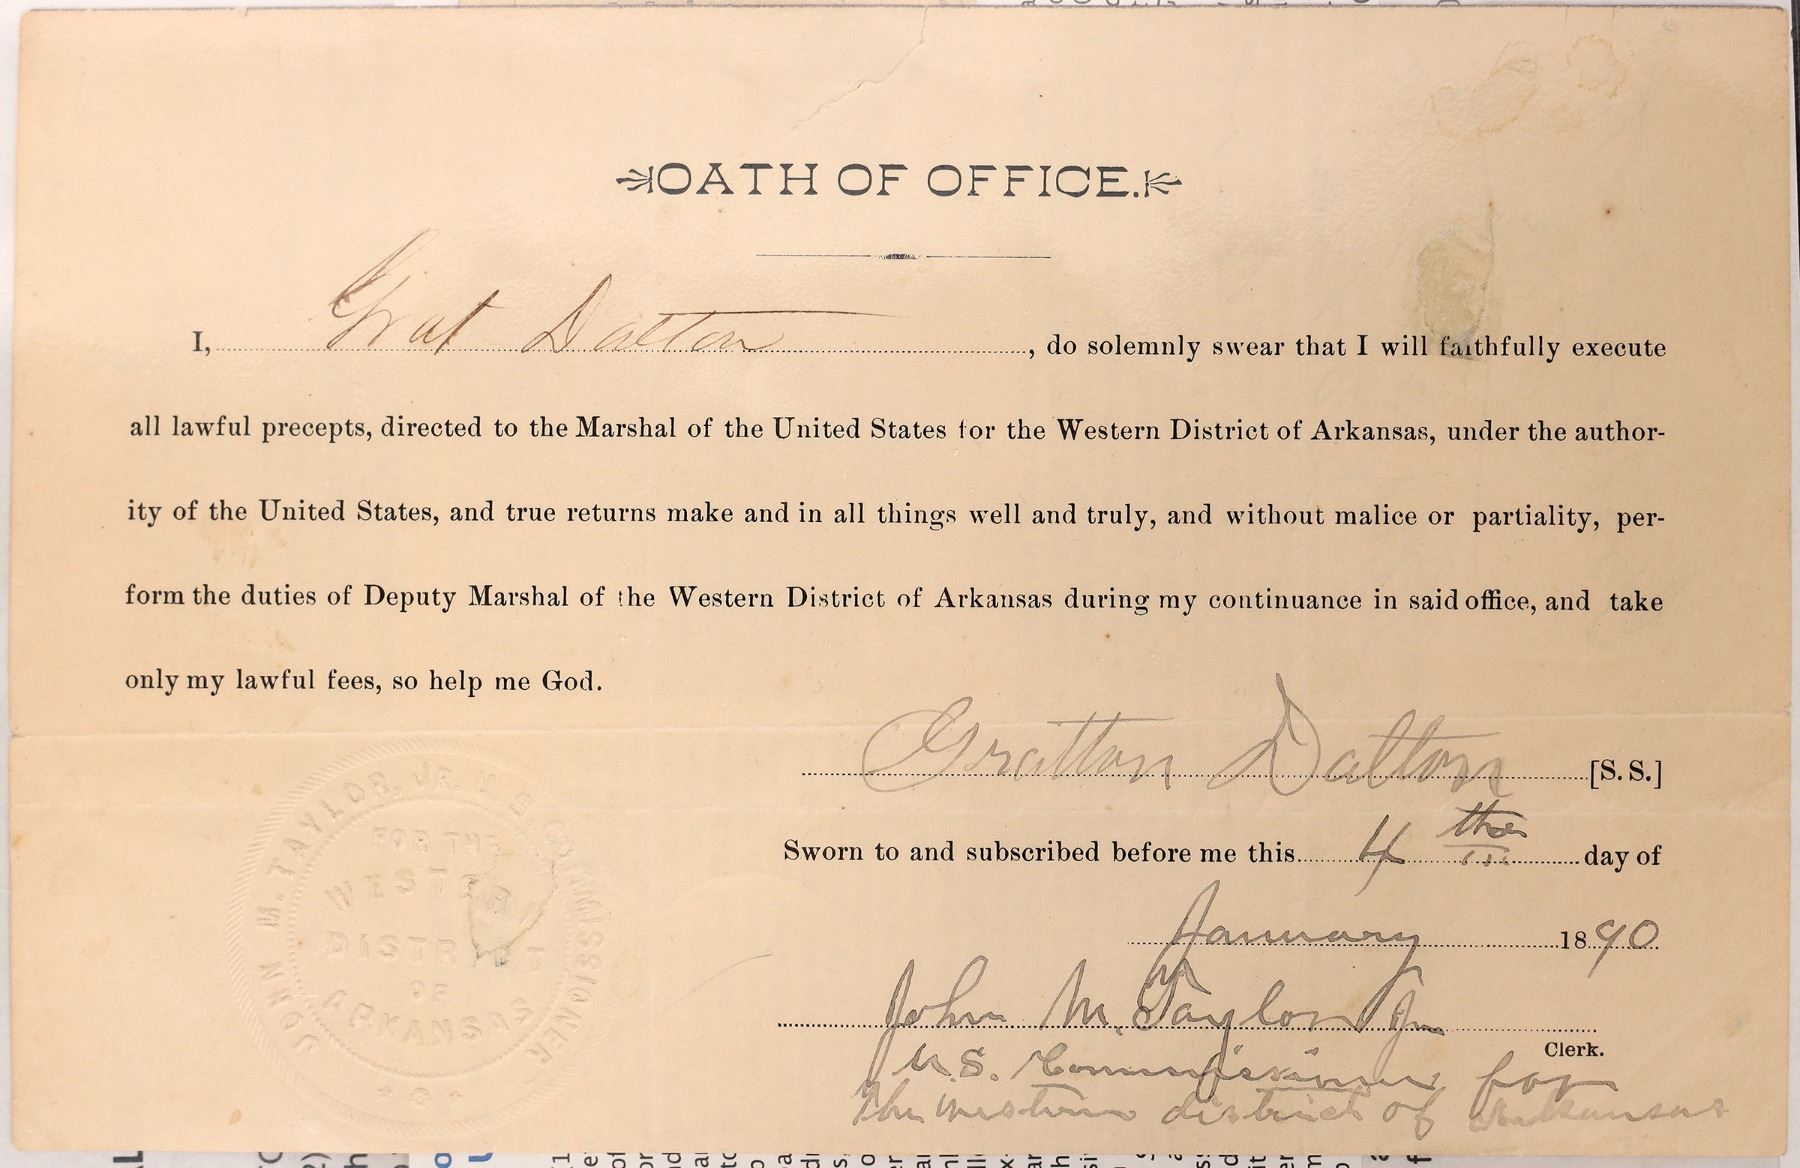 OATH OF OFFICE.
I, Grat Dalton, do solemnly swear that I will faithfully execute
all lawful precepts, directed to the Marshal of the United States for the Western District of Arkansas, under the author-
ity of the United States, and true returns make and in all things well and truly, and without malice or partiality, per-
form the duties of Deputy Marshal of the Western District of Arkansas during my continuance in said office, and take
only my lawful fees, so help me God.
Gratton Dalton [S. S.]
Sworn to and subscribed before me this 4th day of
January 1890
John M. Taylor Jr
Clerk.
U.S. Commissioner for
the western district of Arkansas
JOHN M. TAYLOR, JR. U. S. COMMISSIONER
FOR THE
WESTERN
DISTRICT
OF
ARKANSAS